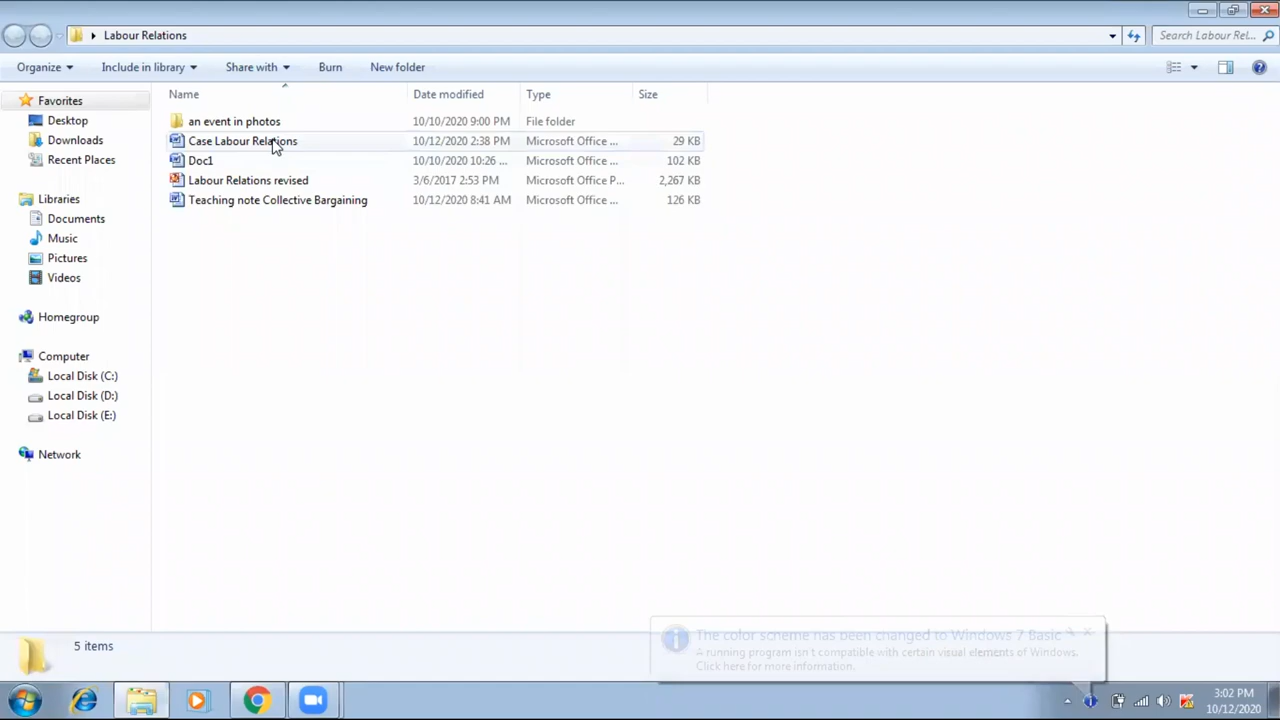 Labour Relations
Search Labour Rel...
Organize Include in library Share with Burn New folder
Name Date modified Type Size
Favorites
Desktop
Downloads
Recent Places
Libraries
Documents
Music
Pictures
Videos
Homegroup
Computer
Local Disk (C:)
Local Disk (D:)
Local Disk (E:)
Network
an event in photos 10/10/2020 9:00 PM File folder
Case Labour Relations 10/12/2020 2:38 PM Microsoft Office ... 29 KB
Doc1 10/10/2020 10:26 ... Microsoft Office ... 102 KB
Labour Relations revised 3/6/2017 2:53 PM Microsoft Office P... 2,267 KB
Teaching note Collective Bargaining 10/12/2020 8:41 AM Microsoft Office ... 126 KB
5 items
The color scheme has been changed to Windows 7 Basic
A running program isn't compatible with certain visual elements of Windows.
Click here for more information.
3:02 PM
10/12/2020